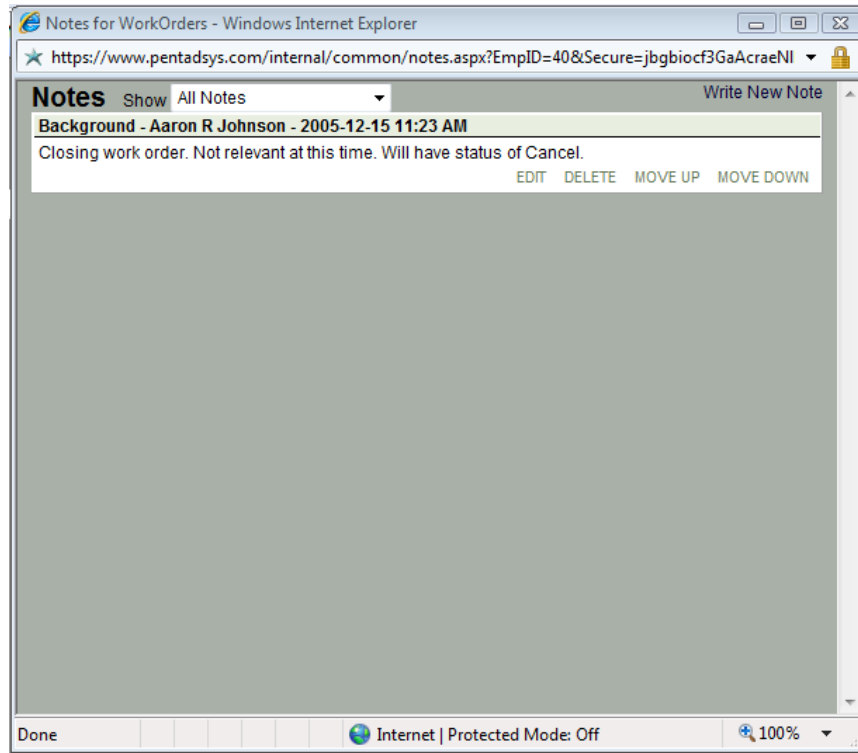 Notes for WorkOrders - Windows Internet Explorer
https://www.pentadsys.com/internal/common/notes.aspx?EmpID=40&Secure=jbgbiocf3GaAcraeNI
Notes Show All Notes Write New Note
Background - Aaron R Johnson - 2005-12-15 11:23 AM
Closing work order. Not relevant at this time. Will have status of Cancel.
EDIT DELETE MOVE UP MOVE DOWN
Done Internet | Protected Mode: Off 100%